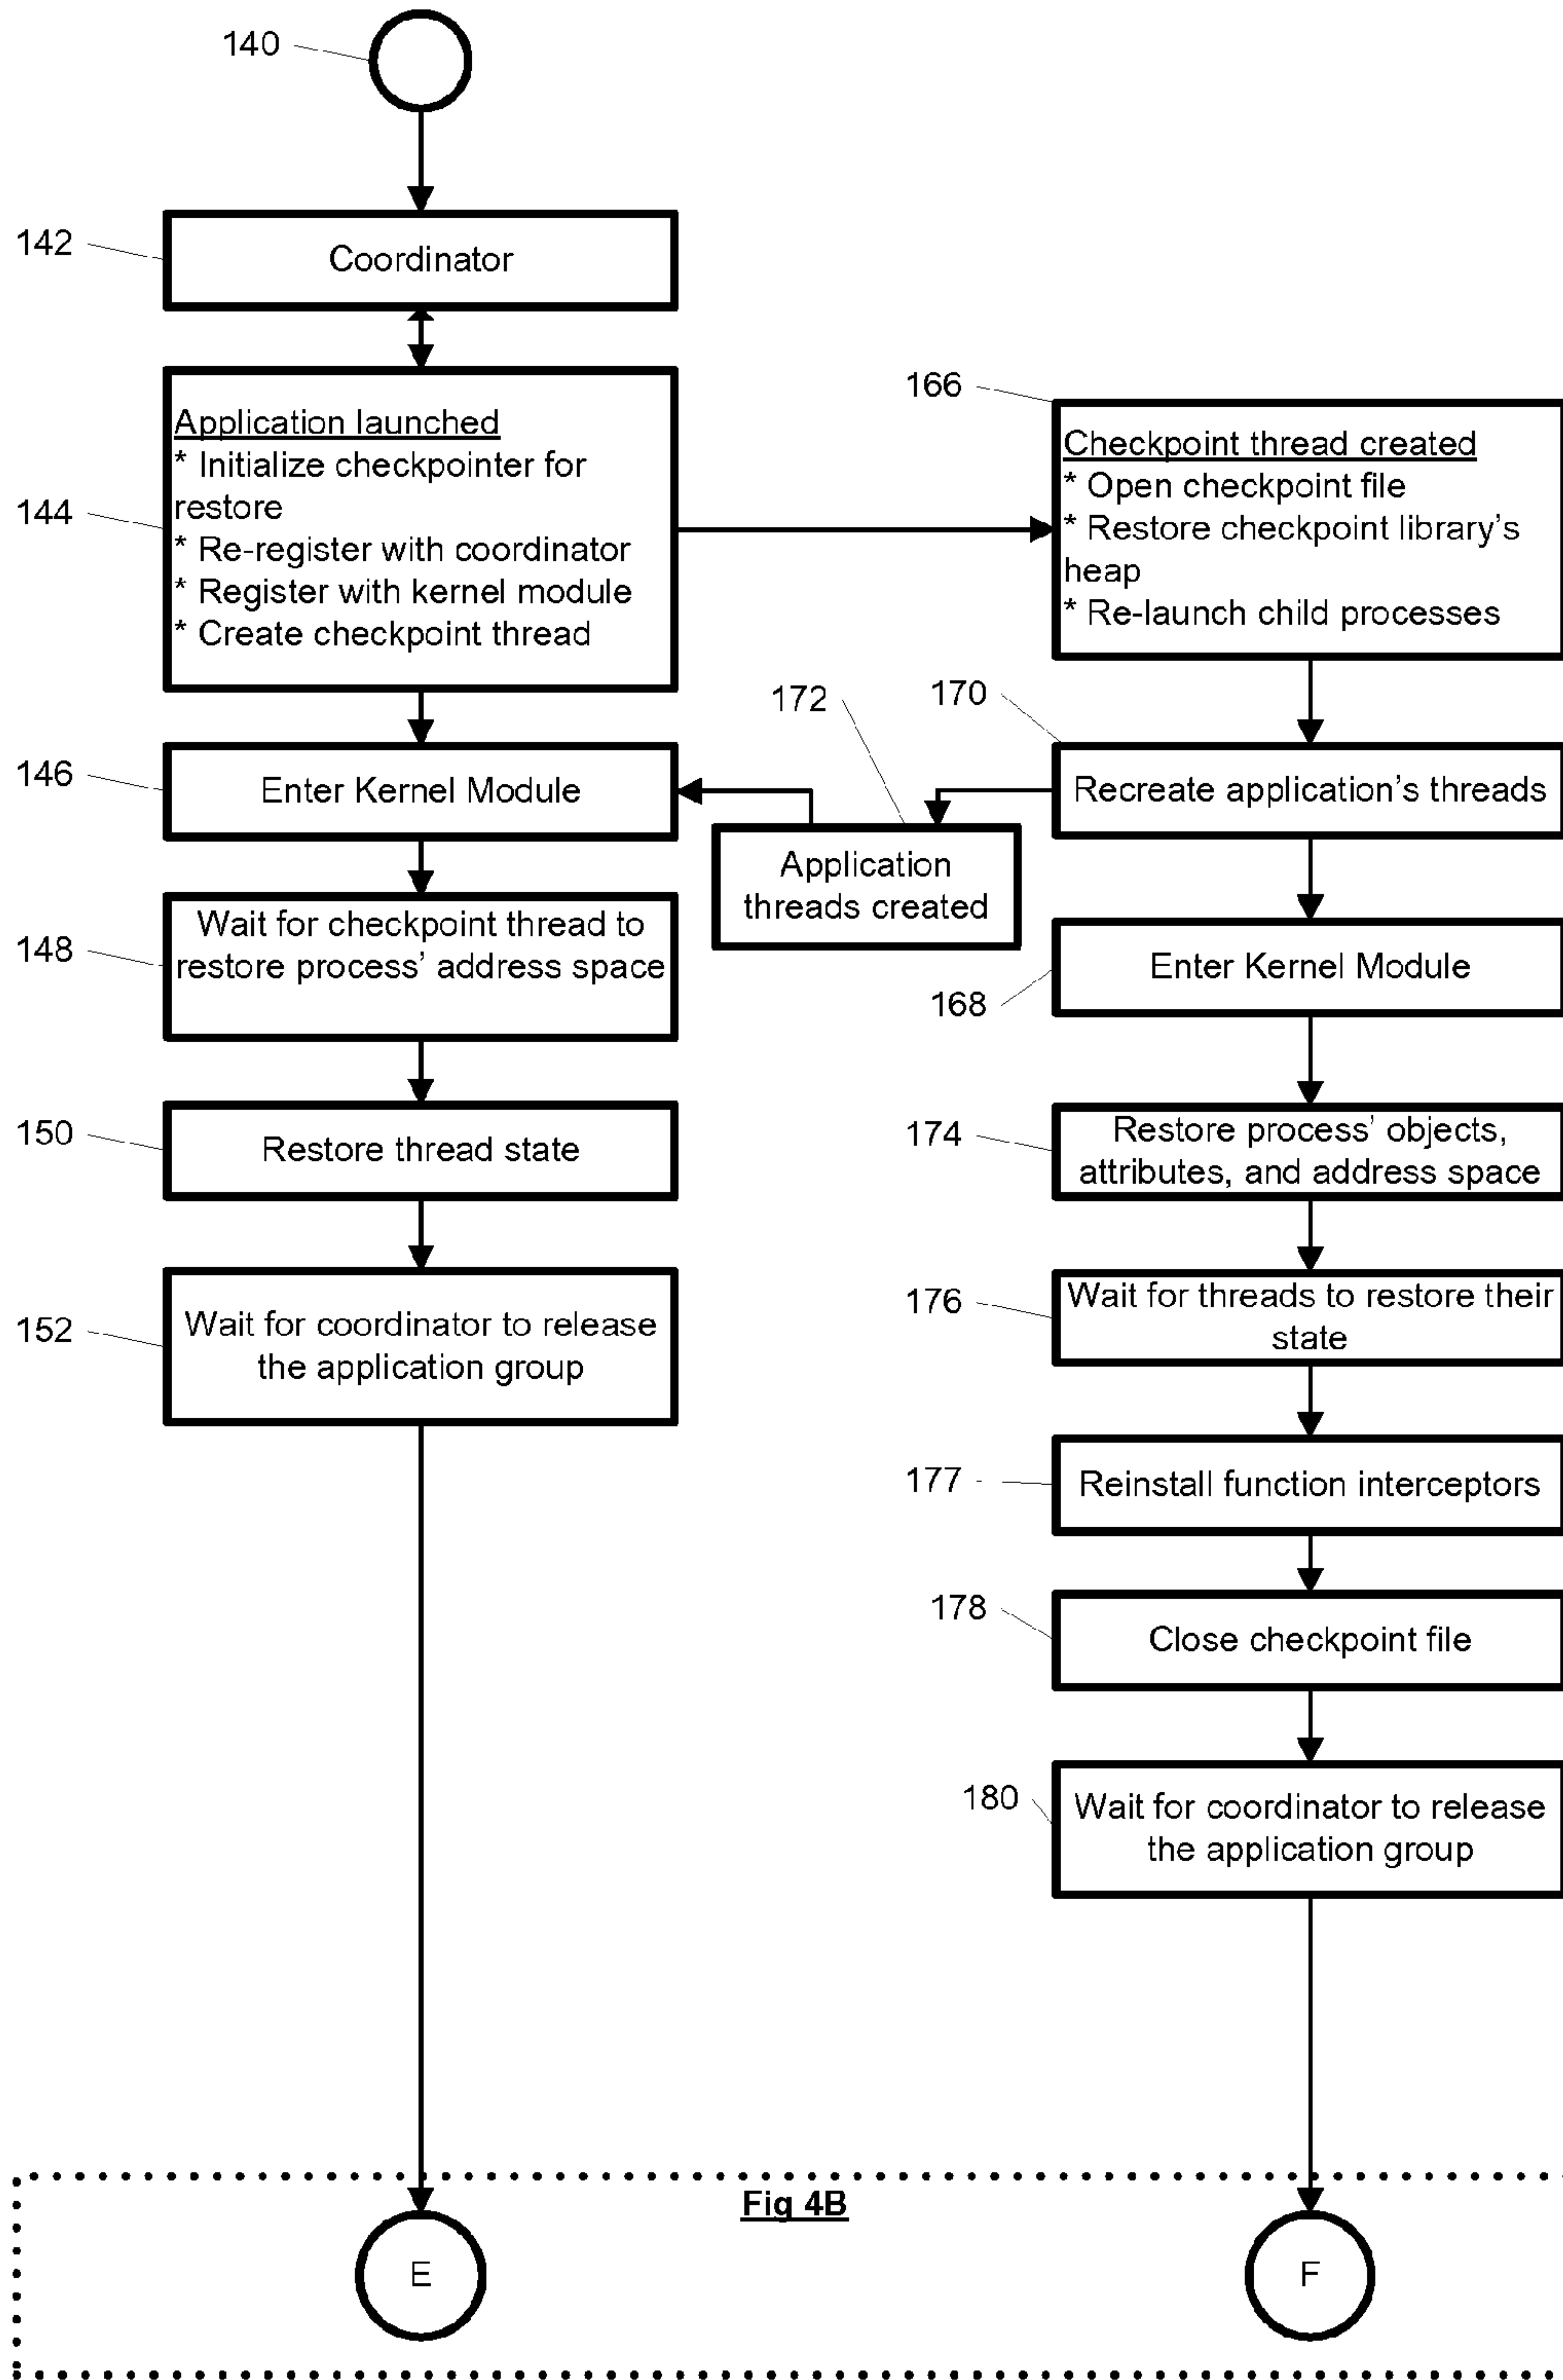 140
142
Coordinator
144
Application launched
* Initialize checkpointer for
restore
* Re-register with coordinator
* Register with kernel module
* Create checkpoint thread
166
Checkpoint thread created
* Open checkpoint file
* Restore checkpoint library's
heap
* Re-launch child processes
146
Enter Kernel Module
172
Application
threads created
170
Recreate application's threads
148
Wait for checkpoint thread to
restore process' address space
168
Enter Kernel Module
150
Restore thread state
174
Restore process' objects,
attributes, and address space
152
Wait for coordinator to release
the application group
176
Wait for threads to restore their
state
177
Reinstall function interceptors
178
Close checkpoint file
180
Wait for coordinator to release
the application group
Fig 4B
E
F